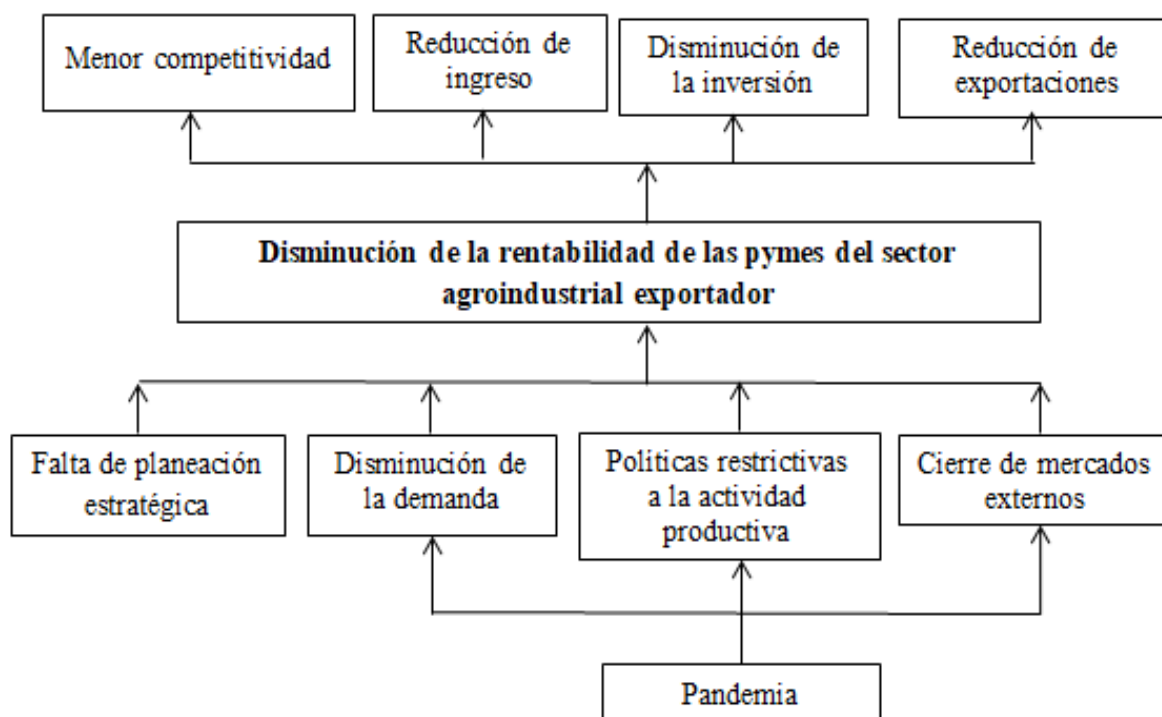 Menor competitividad
Reducción de
ingreso
Disminución de
la inversión
Reducción de
exportaciones
Disminución de la rentabilidad de las pymes del sector
agroindustrial exportador
Falta de planeación
estratégica
Disminución de
la demanda
Políticas restrictivas
a la actividad
productiva
Cierre de mercados
externos
Pandemia